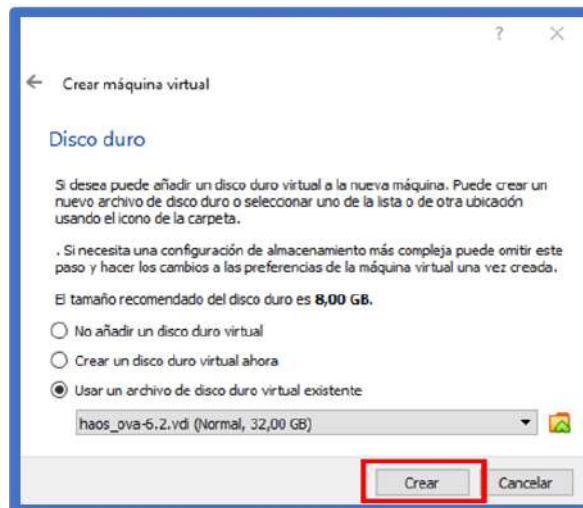 ?
Crear máquina virtual
Disco duro
Si desea puede añadir un disco duro virtual a la nueva máquina. Puede crear un
nuevo archivo de disco duro o seleccionar uno de la lista o de otra ubicación
usando el icono de la carpeta.
. Si necesita una configuración de almacenamiento más compleja puede omitir este
paso y hacer los cambios a las preferencias de la máquina virtual una vez creada.
El tamaño recomendado del disco duro es 8,00 GB.
No añadir un disco duro virtual
Crear un disco duro virtual ahora
Usar un archivo de disco duro virtual existente
haos_ova-6.2.vdi (Normal, 32,00 GB)
Crear Cancelar